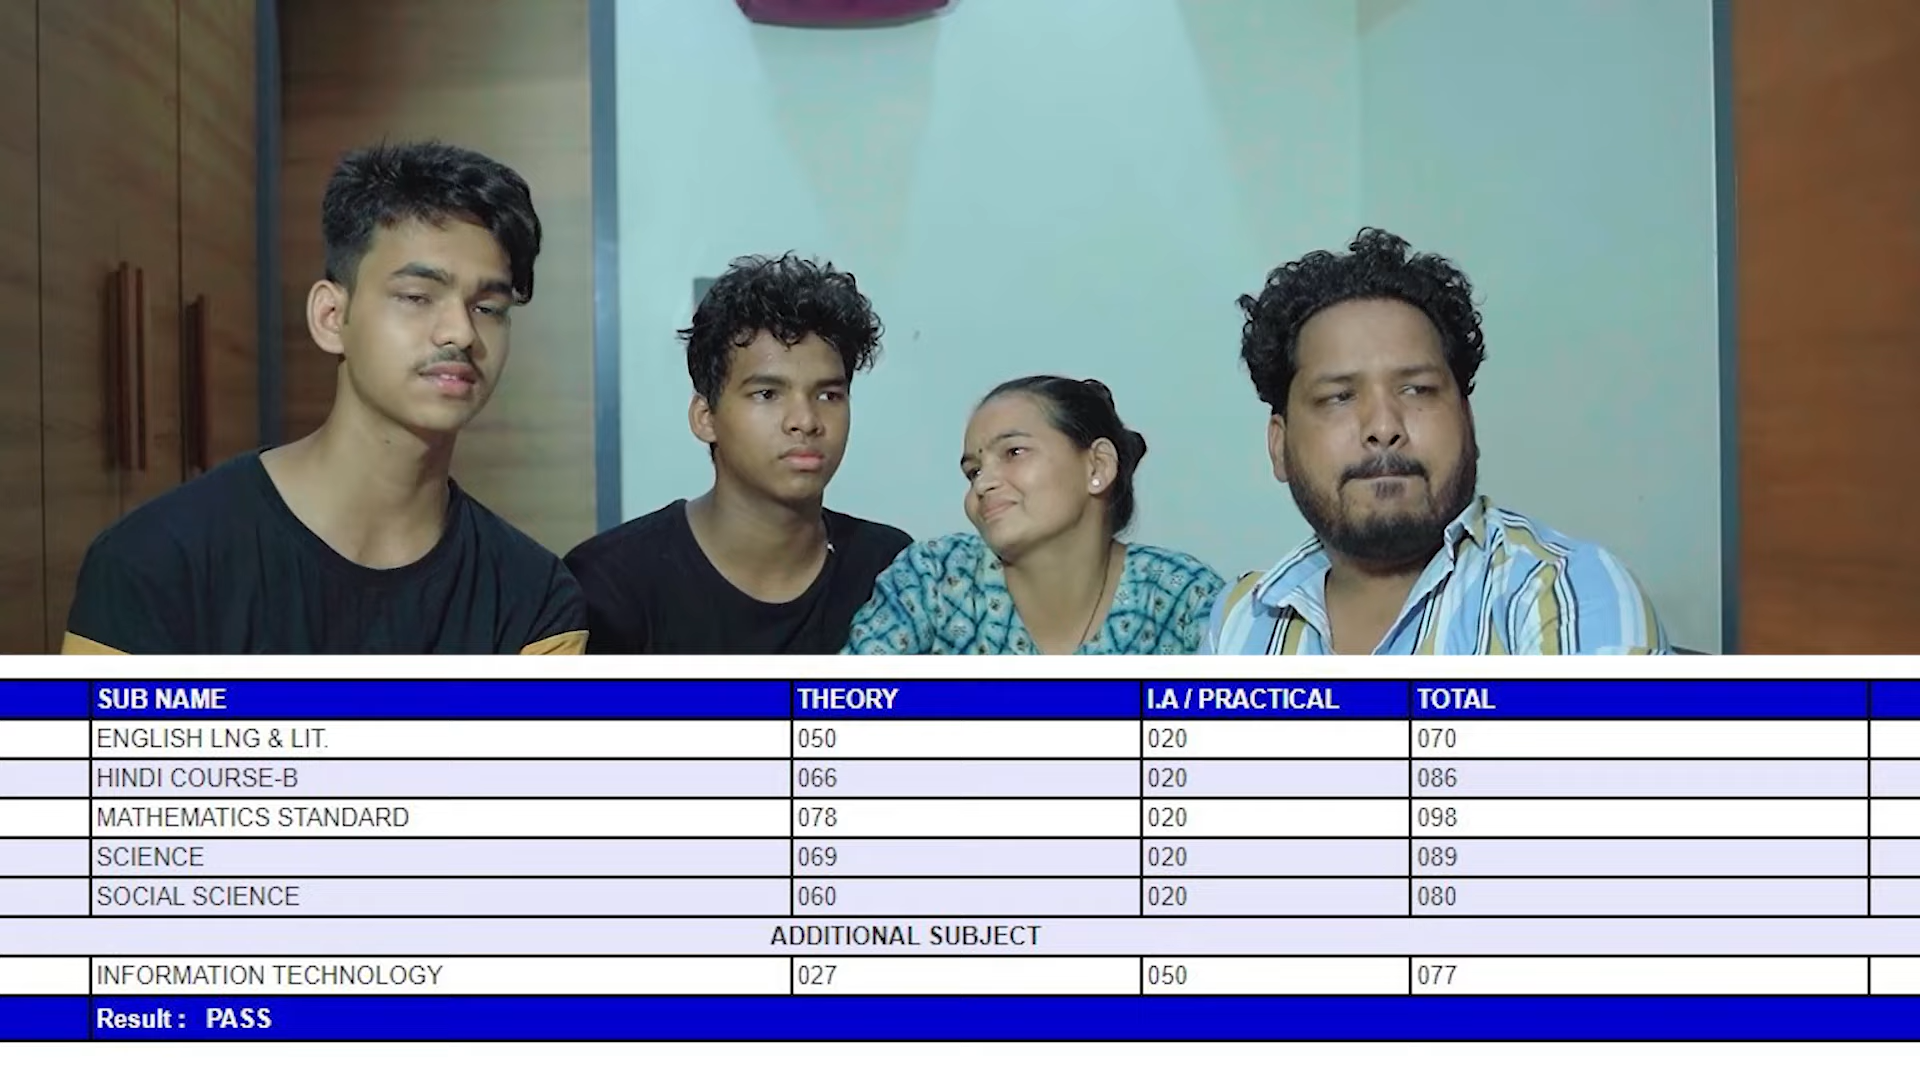 SUB NAME THEORY I.A / PRACTICAL TOTAL
ENGLISH LNG & LIT. 050 020 070
HINDI COURSE-B 066 020 086
MATHEMATICS STANDARD 078 020 098
SCIENCE 069 020 089
SOCIAL SCIENCE 060 020 080
ADDITIONAL SUBJECT
INFORMATION TECHNOLOGY 027 050 077
Result : PASS